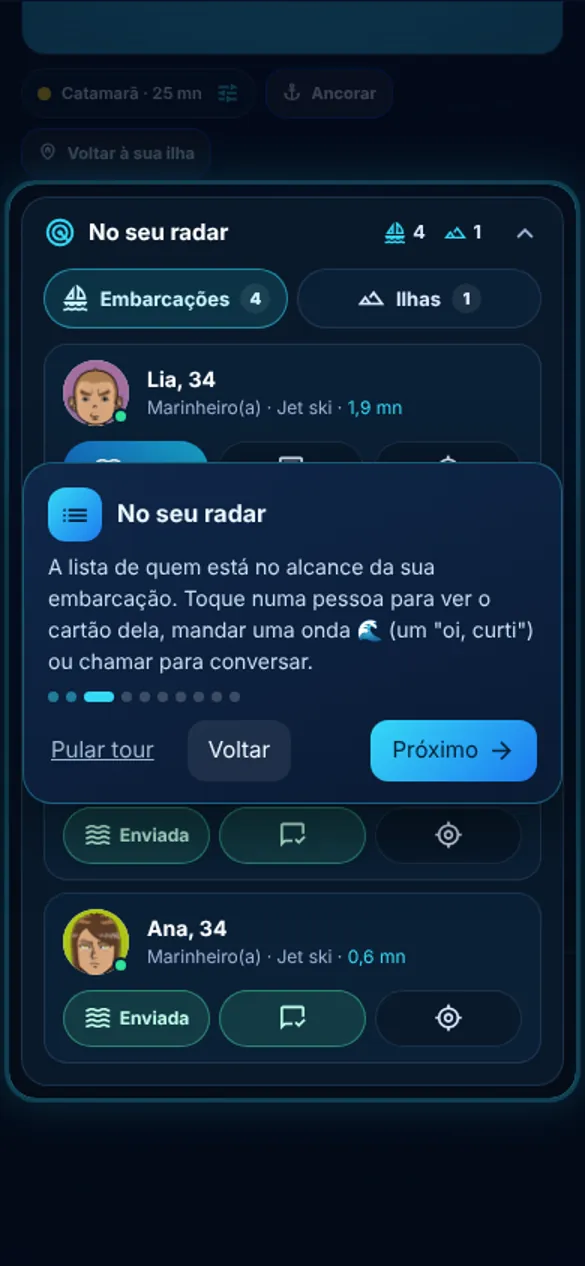 Catamarã · 25 mn
Ancorar
Voltar à sua ilha
No seu radar
4
1
Embarcações 4
Ilhas 1
Lia, 34
Marinheiro(a) · Jet ski · 1,9 mn
No seu radar
A lista de quem está no alcance da sua
embarcação. Toque numa pessoa para ver o
cartão dela, mandar uma onda 🌊 (um "oi, curti")
ou chamar para conversar.
Pular tour
Voltar
Próximo →
Enviada
Ana, 34
Marinheiro(a) · Jet ski · 0,6 mn
Enviada